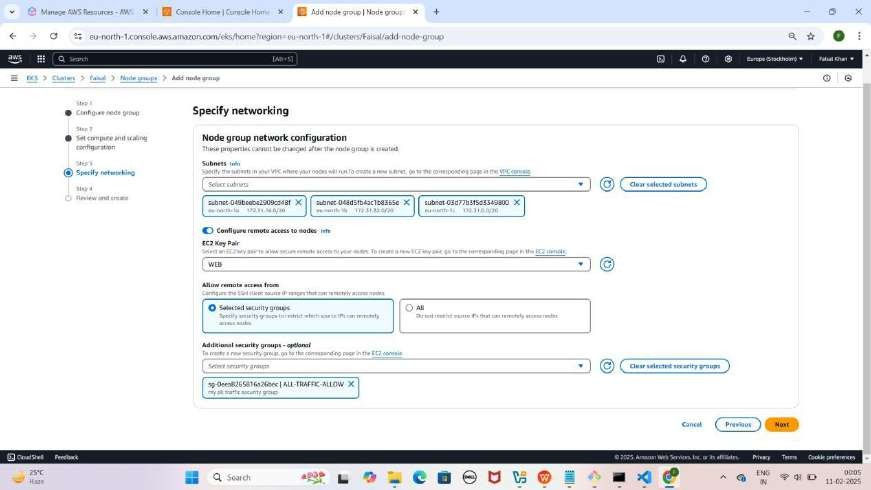 Manage AWS Resources - AWS
Console Home | Console Home
Add node group | Node group
eu-north-1.console.aws.amazon.com/eks/home?region=eu-north-1#/clusters/Faisal/add-node-group
aws
Search
[Alt+S]
Europe (Stockholm)
Faisal Khan
EKS > Clusters > Faisal > Node groups > Add node group
Step 1
Configure node group
Step 2
Set compute and scaling
configuration
Step 3
Specify networking
Step 4
Review and create
Specify networking
Node group network configuration
These properties cannot be changed after the node group is created.
Subnets Info
Specify the subnets in your VPC where your nodes will run. To create a new subnet, go to the corresponding page in the VPC console.
Select subnets
Clear selected subnets
eu-north-1a 172.31.16.0/20
eu-north-1b 172.31.32.0/20
eu-north-1c 172.31.0.0/20
Configure remote access to nodes Info
EC2 Key Pair
Select an EC2 key pair to allow secure remote access to your nodes. To create a new EC2 key pair, go to the corresponding page in the EC2 console.
WEB
Allow remote access from
Configure the SSH client source IP ranges that can remotely access nodes.
Selected security groups
Specify security groups to restrict which source IPs can remotely
access nodes.
All
Do not restrict source IPs that can remotely access nodes.
Additional security groups - optional
To create a new security group, go to the corresponding page in the EC2 console.
Select security groups
Clear selected security groups
| ALL-TRAFFIC-ALLOW
my all traffic security group
Cancel
Previous
Next
CloudShell Feedback
© 2025, Amazon Web Services, Inc. or its affiliates. Privacy Terms Cookie preferences
25°C
Haze
Search
ENG
IN
00:05
11-02-2025